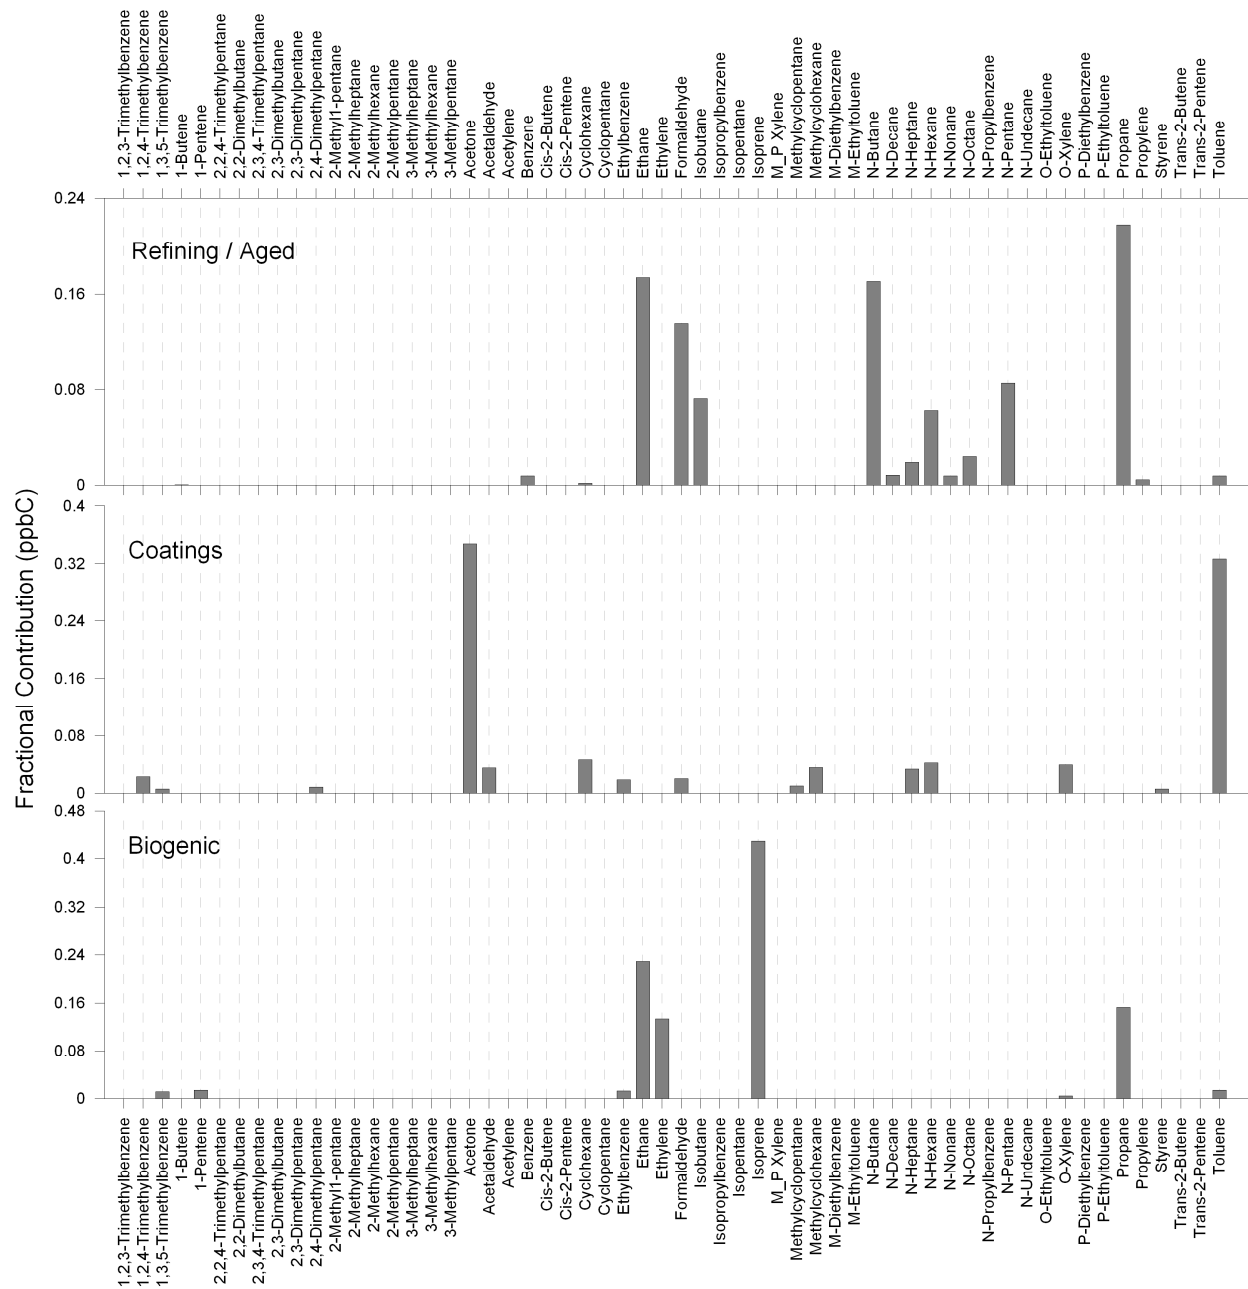 1,2,3-Trimethylbenzene
1,2,4-Trimethylbenzene
1,3,5-Trimethylbenzene
1-Butene
1-Pentene
2,2,4-Trimethylpentane
2,2-Dimethylbutane
2,3,4-Trimethylpentane
2,3-Dimethylbutane
2,3-Dimethylpentane
2,4-Dimethylpentane
2-Methyl1-pentane
2-Methylheptane
2-Methylhexane
2-Methylpentane
3-Methylheptane
3-Methylhexane
3-Methylpentane
Acetone
Acetaldehyde
Acetylene
Benzene
Cis-2-Butene
Cis-2-Pentene
Cyclohexane
Cyclopentane
Ethylbenzene
Ethane
Ethylene
Formaldehyde
Isobutane
Isopropylbenzene
Isopentane
Isoprene
M_P Xylene
Methylcyclopentane
Methylcyclohexane
M-Diethylbenzene
M-Ethyltoluene
N-Butane
N-Decane
N-Heptane
N-Hexane
N-Nonane
N-Octane
N-Propylbenzene
N-Pentane
N-Undecane
O-Ethyltoluene
O-Xylene
P-Diethylbenzene
P-Ethyltoluene
Propane
Propylene
Styrene
Trans-2-Butene
Trans-2-Pentene
Toluene
Fractional Contribution (ppbC)
0.24
0.16
0.08
0
Refining / Aged
0.4
0.32
0.24
0.16
0.08
0
Coatings
0.48
0.4
0.32
0.24
0.16
0.08
0
Biogenic
1,2,3-Trimethylbenzene
1,2,4-Trimethylbenzene
1,3,5-Trimethylbenzene
1-Butene
1-Pentene
2,2,4-Trimethylpentane
2,2-Dimethylbutane
2,3,4-Trimethylpentane
2,3-Dimethylbutane
2,3-Dimethylpentane
2,4-Dimethylpentane
2-Methyl1-pentane
2-Methylheptane
2-Methylhexane
2-Methylpentane
3-Methylheptane
3-Methylhexane
3-Methylpentane
Acetone
Acetaldehyde
Acetylene
Benzene
Cis-2-Butene
Cis-2-Pentene
Cyclohexane
Cyclopentane
Ethylbenzene
Ethane
Ethylene
Formaldehyde
Isobutane
Isopropylbenzene
Isopentane
Isoprene
M_P Xylene
Methylcyclopentane
Methylcyclohexane
M-Diethylbenzene
M-Ethyltoluene
N-Butane
N-Decane
N-Heptane
N-Hexane
N-Nonane
N-Octane
N-Propylbenzene
N-Pentane
N-Undecane
O-Ethyltoluene
O-Xylene
P-Diethylbenzene
P-Ethyltoluene
Propane
Propylene
Styrene
Trans-2-Butene
Trans-2-Pentene
Toluene